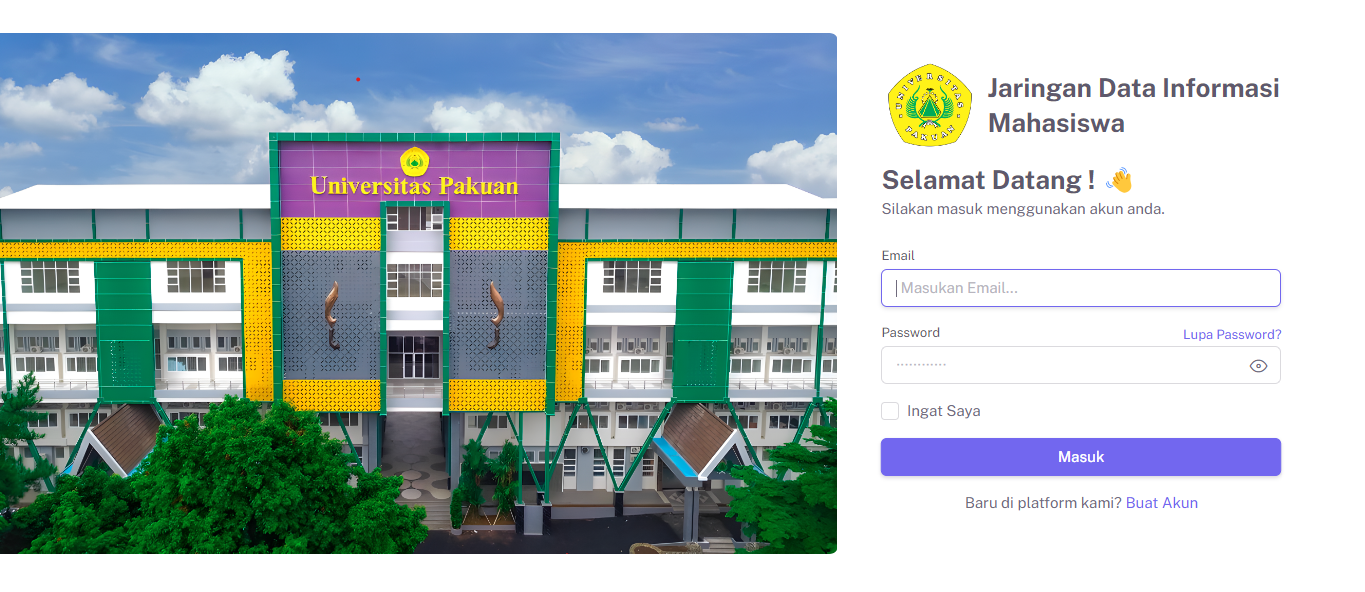 Universitas Pakuan
UNIVERSITAS
PAKUAN
Jaringan Data Informasi
Mahasiswa
Selamat Datang ! 👋
Silakan masuk menggunakan akun anda.
Email
Masukan Email...
Password
Lupa Password?
············
Ingat Saya
Masuk
Baru di platform kami? Buat Akun